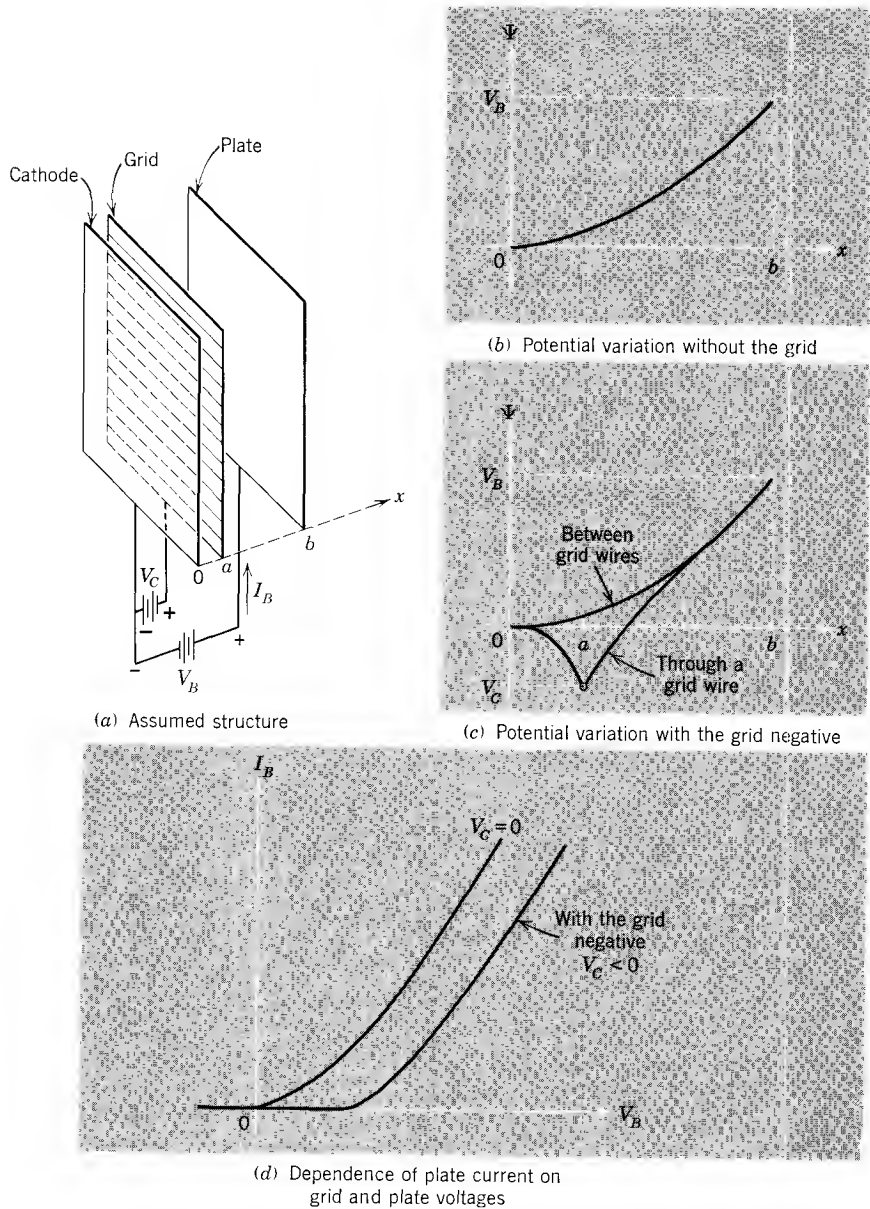 Cathode
Grid
Plate
x
0
a
b
V_C
+
−
I_B
−
V_B
+
(a) Assumed structure
Ψ
V_B
0
b
x
(b) Potential variation without the grid
Ψ
V_B
Between
grid wires
0
a
b
x
V_C
Through a
grid wire
(c) Potential variation with the grid negative
I_B
V_C = 0
With the grid
negative
V_C < 0
0
V_B
(d) Dependence of plate current on
grid and plate voltages